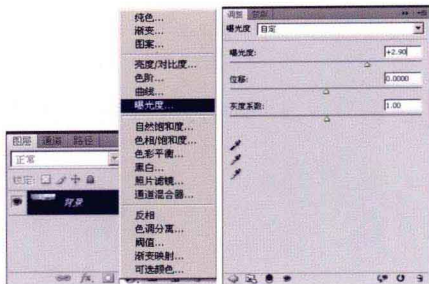 图层 通道 路径
正常
锁定:
背景
纯色...
渐变...
图案...
亮度/对比度...
色阶...
曲线...
曝光度...
自然饱和度...
色相/饱和度...
色彩平衡...
黑白...
照片滤镜...
通道混合器...
反相
色调分离...
阈值...
渐变映射...
可选颜色...
调整 蒙版
曝光度 自定
曝光度: +2.90
位移: 0.0000
灰度系数: 1.00